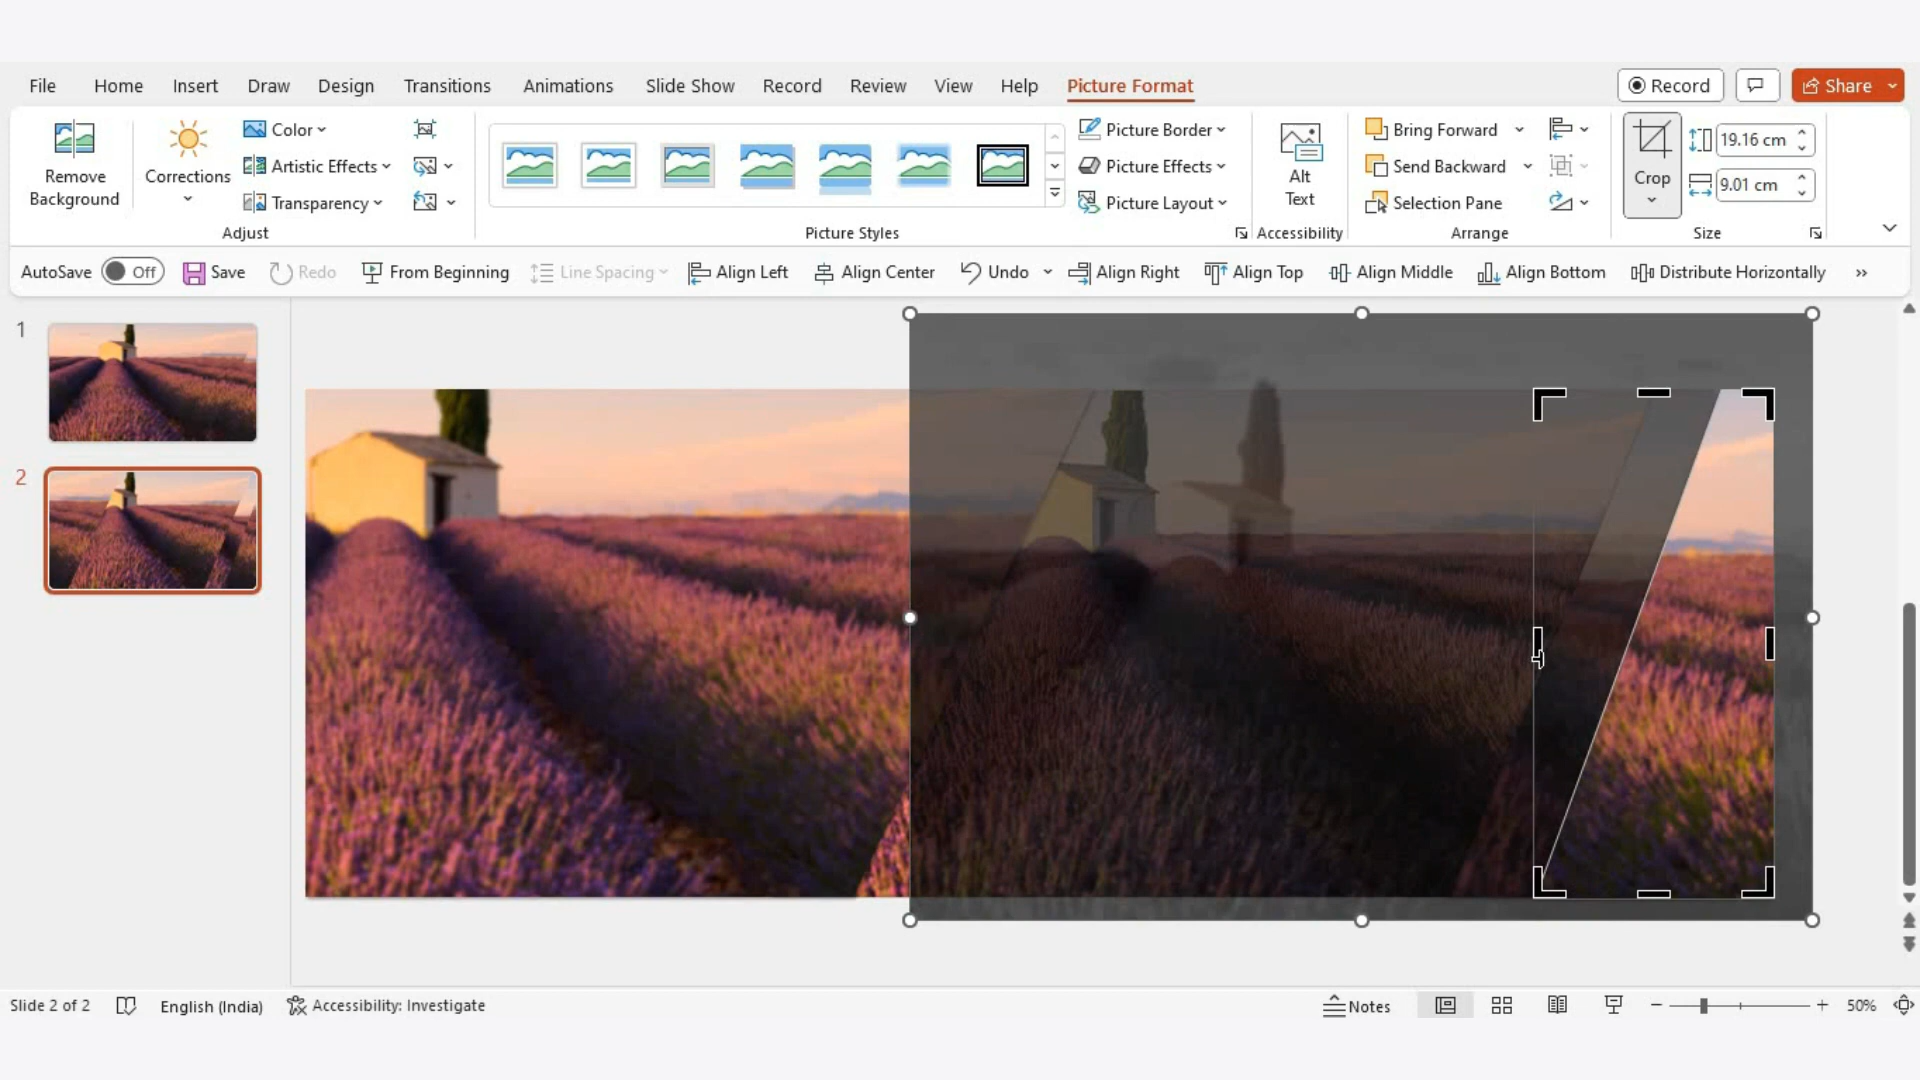 File Home Insert Draw Design Transitions Animations Slide Show Record Review View Help Picture Format Record Share
Remove Background
Corrections
Color
Artistic Effects
Transparency
Adjust
Picture Styles
Picture Border
Picture Effects
Picture Layout
Alt Text
Accessibility
Bring Forward
Send Backward
Selection Pane
Arrange
Crop
19.16 cm
9.01 cm
Size
AutoSave Off Save Redo From Beginning Line Spacing Align Left Align Center Undo Align Right Align Top Align Middle Align Bottom Distribute Horizontally »
1
2
Slide 2 of 2 English (India) Accessibility: Investigate Notes 50%